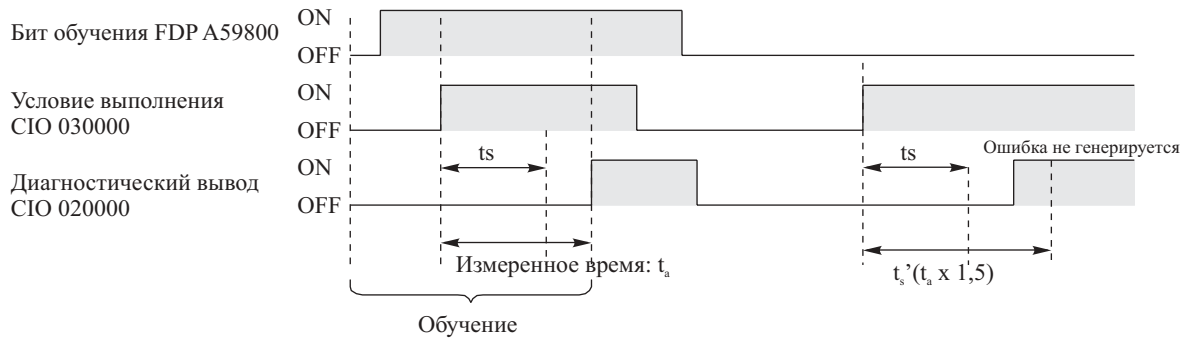 Бит обучения FDP A59800
ON
OFF
Условие выполнения
CIO 030000
ON
OFF
ts
ts
Ошибка не генерируется
Диагностический вывод
CIO 020000
ON
OFF
Измеренное время: tₐ
tₛ’(tₐ x 1,5)
Обучение